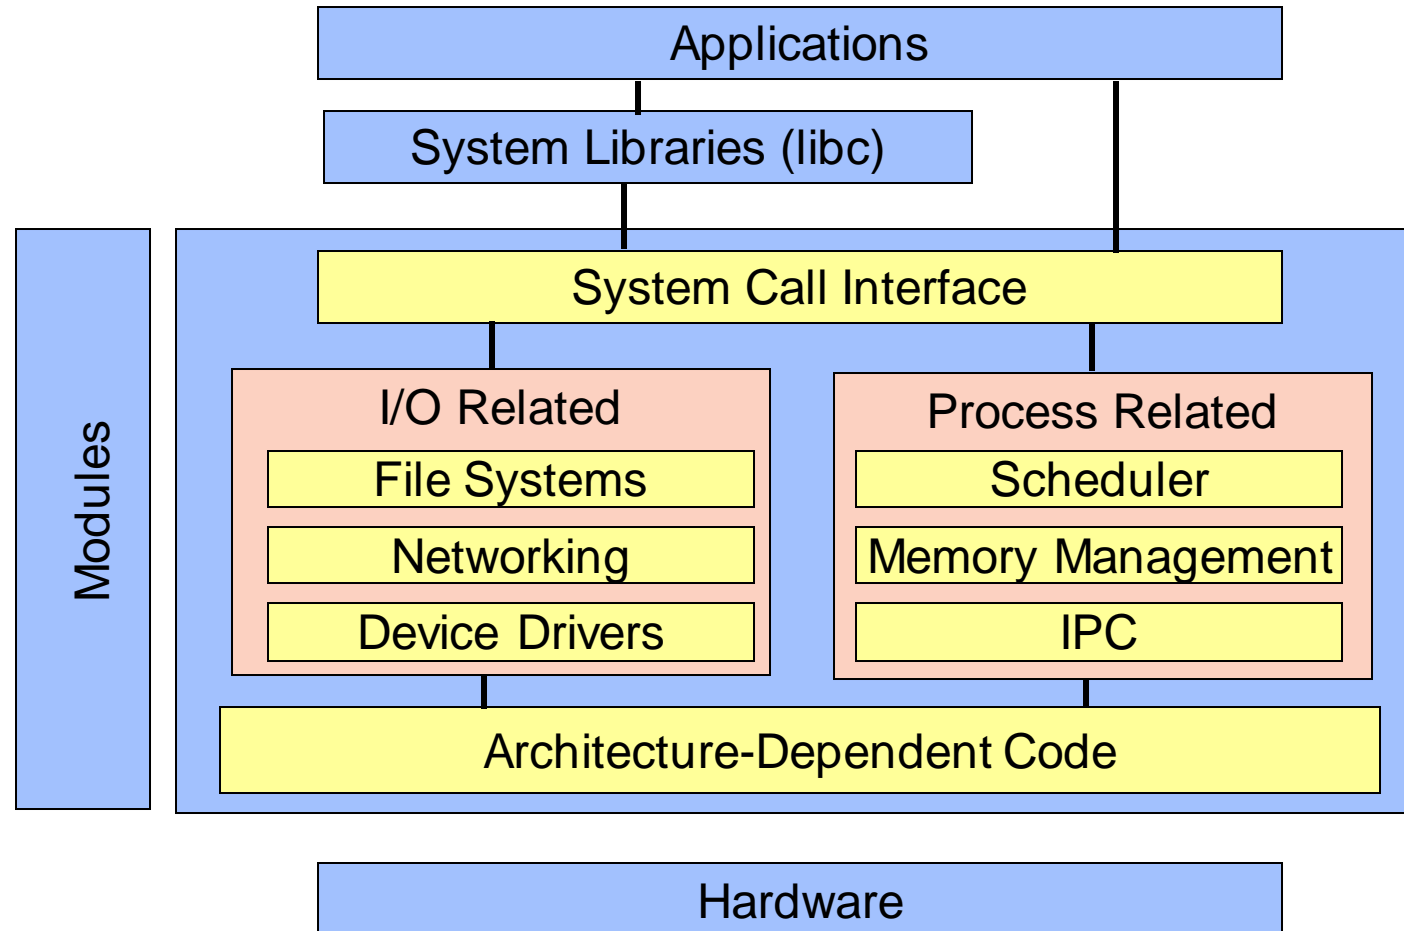 Applications
System Libraries (libc)
System Call Interface
Modules
I/O Related
File Systems
Networking
Device Drivers
Process Related
Scheduler
Memory Management
IPC
Architecture-Dependent Code
Hardware